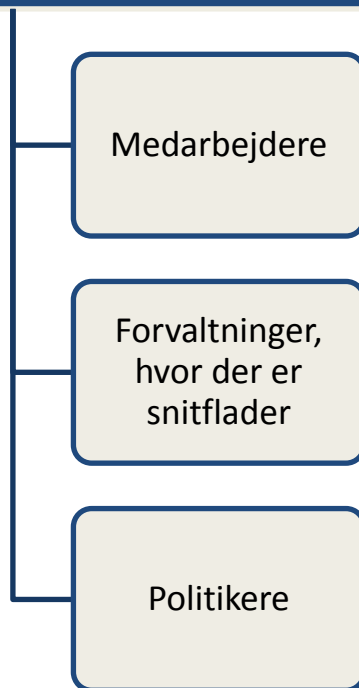 Medarbejdere
Forvaltninger,
hvor der er
snitflader
Politikere